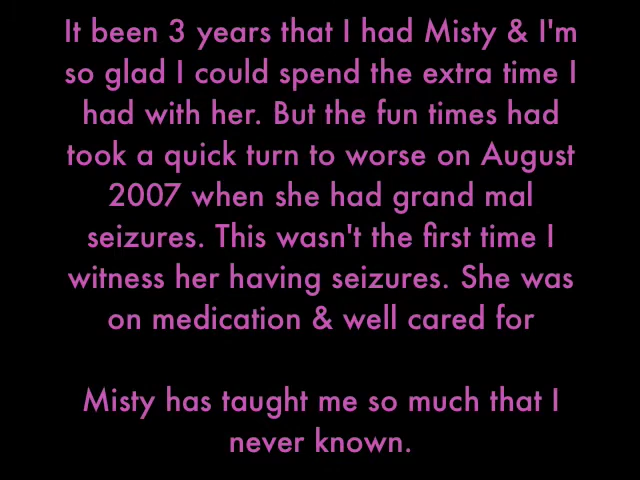 It been 3 years that I had Misty & I'm
so glad I could spend the extra time I
had with her. But the fun times had
took a quick turn to worse on August
2007 when she had grand mal
seizures. This wasn't the first time I
witness her having seizures. She was
on medication & well cared for
Misty has taught me so much that I
never known.